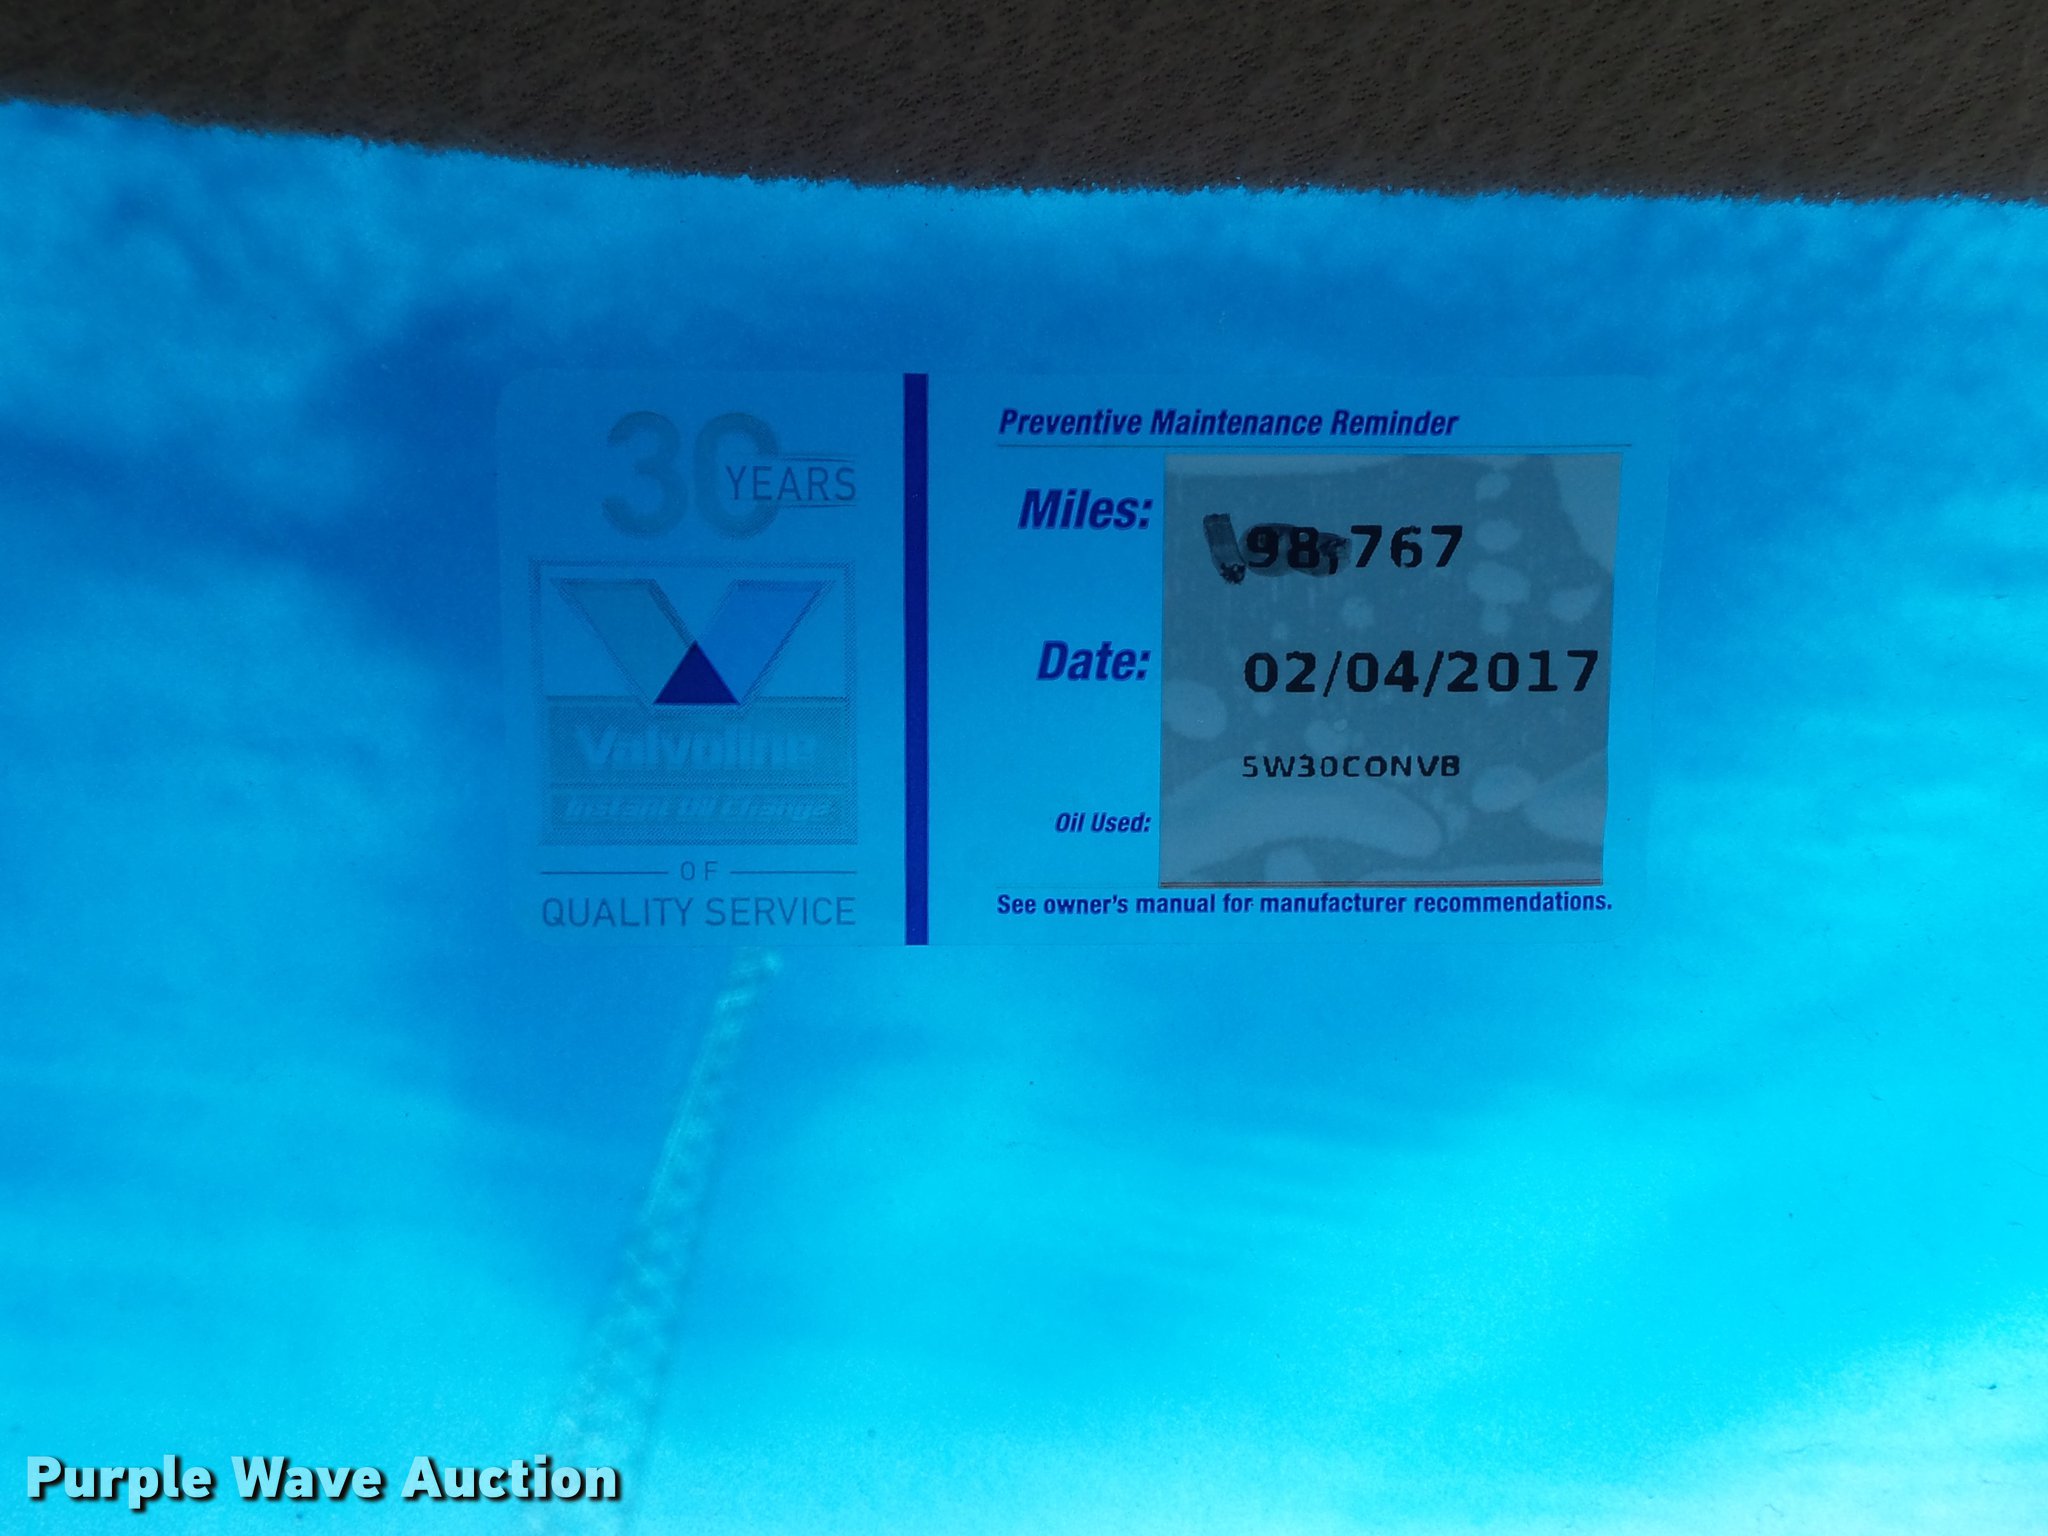 30
YEARS
Valvoline
Instant Oil Change
OF
QUALITY SERVICE
Preventive Maintenance Reminder
Miles: 98,767
Date: 02/04/2017
5W30CONVB
Oil Used:
See owner's manual for manufacturer recommendations.
Purple Wave Auction